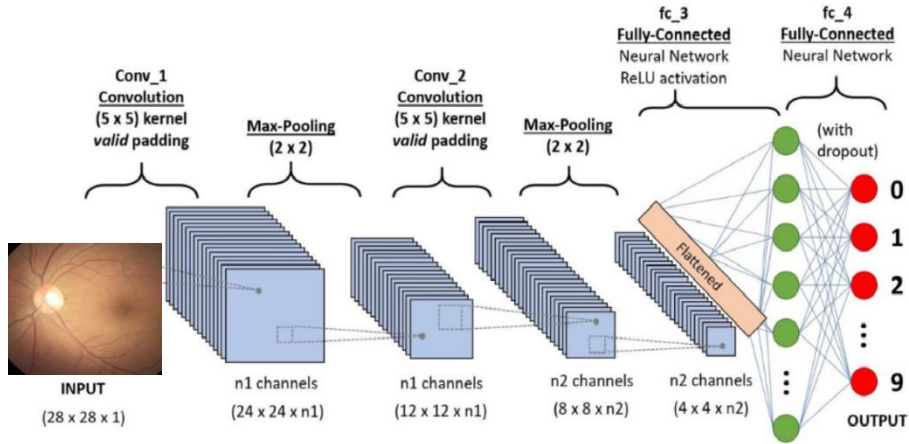 fc_3
Fully-Connected
Neural Network
ReLU activation
fc_4
Fully-Connected
Neural Network
Conv_1
Convolution
(5 x 5) kernel
valid padding
Max-Pooling
(2 x 2)
Conv_2
Convolution
(5 x 5) kernel
valid padding
Max-Pooling
(2 x 2)
(with
dropout)
Flattened
0
1
2
9
INPUT
(28 x 28 x 1)
n1 channels
(24 x 24 x n1)
n1 channels
(12 x 12 x n1)
n2 channels
(8 x 8 x n2)
n2 channels
(4 x 4 x n2)
OUTPUT